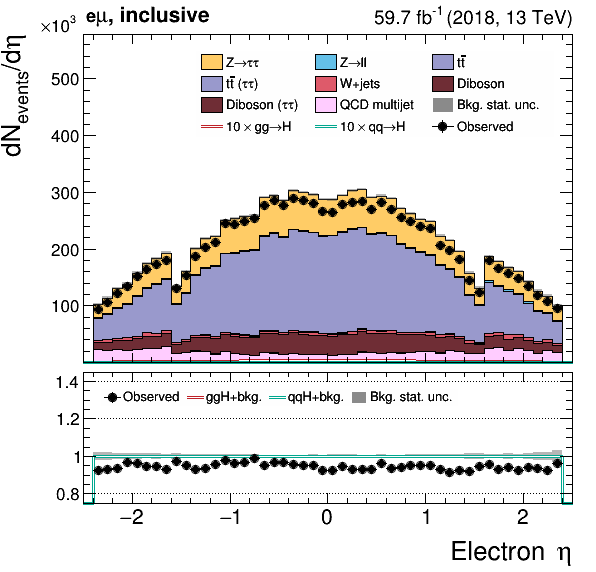 ×10³ eμ, inclusive 59.7 fb⁻¹ (2018, 13 TeV)
dN_events/dη
Z→ττ Z→ll tt̄
tt̄ (ττ) W+jets Diboson
Diboson (ττ) QCD multijet Bkg. stat. unc.
10 × gg→H 10 × qq→H Observed
500
400
300
200
100
1.4
Observed ggH+bkg. qqH+bkg. Bkg. stat. unc.
1.2
1
0.8
−2 −1 0 1 2
Electron η